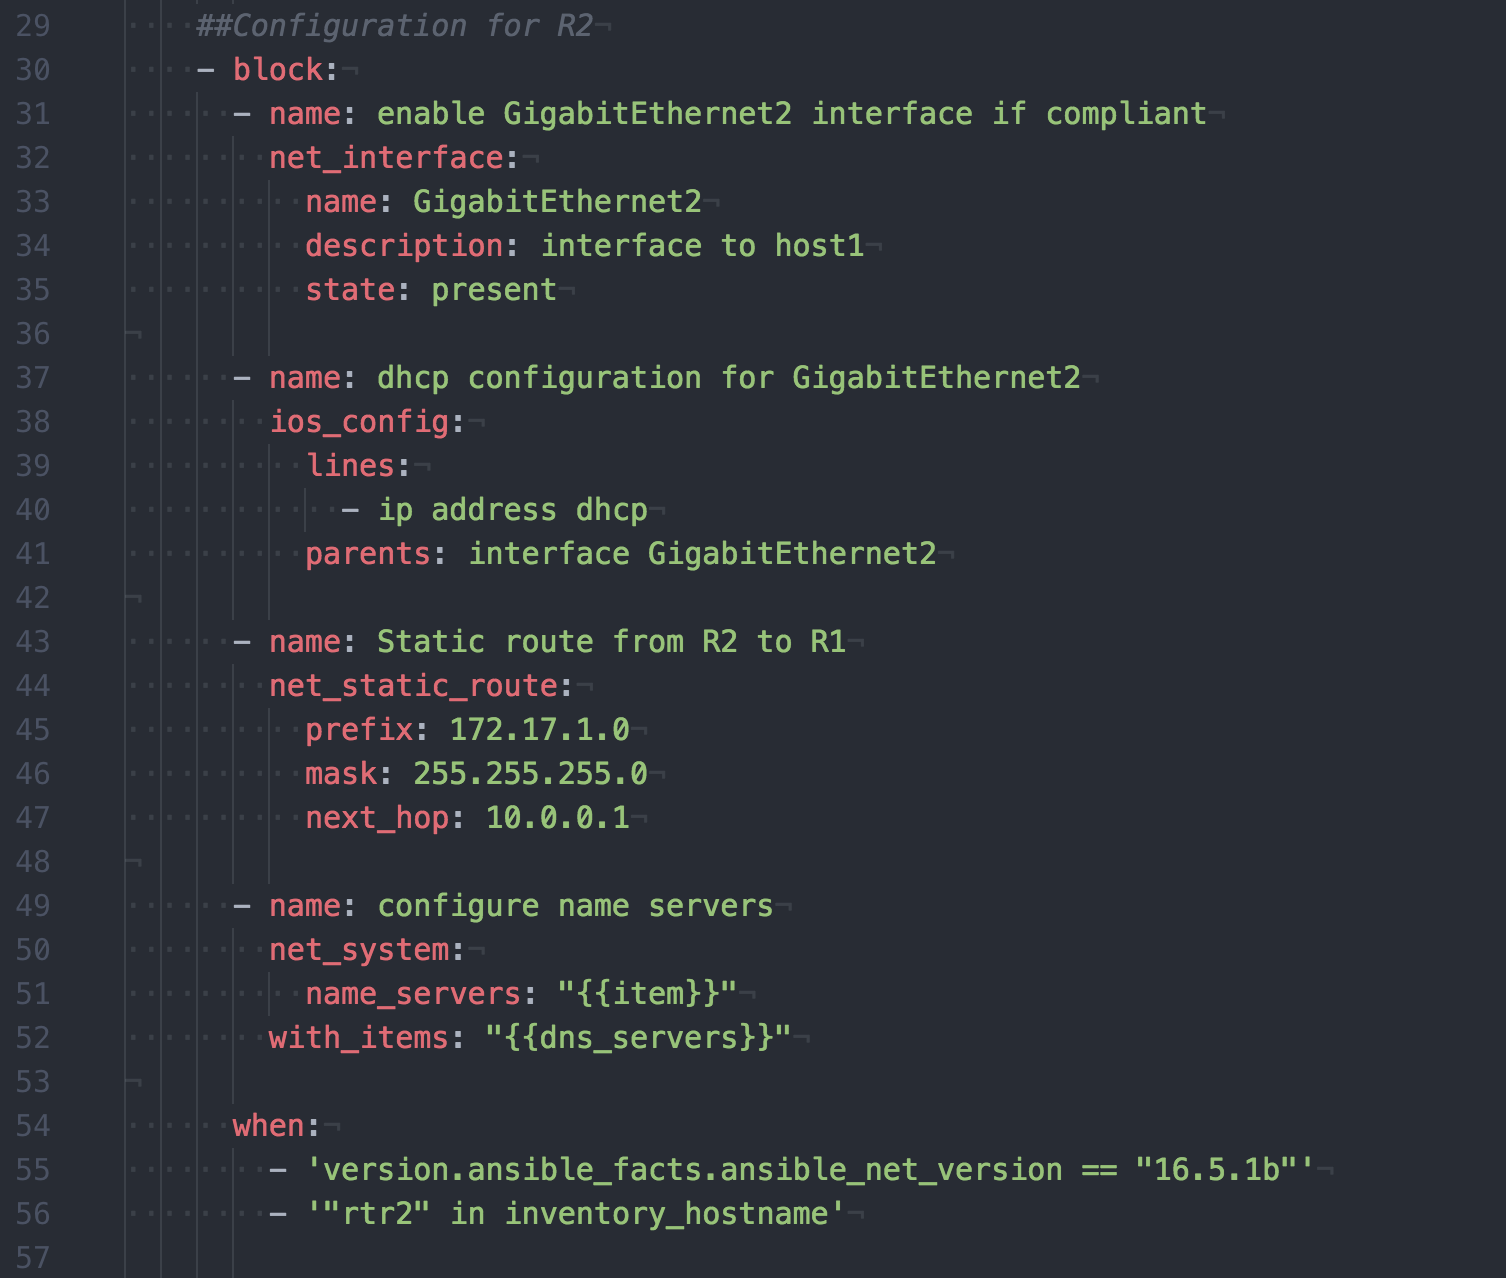 29 ##Configuration for R2
30 - block:
31 - name: enable GigabitEthernet2 interface if compliant
32 net_interface:
33 name: GigabitEthernet2
34 description: interface to host1
35 state: present
36
37 - name: dhcp configuration for GigabitEthernet2
38 ios_config:
39 lines:
40 - ip address dhcp
41 parents: interface GigabitEthernet2
42
43 - name: Static route from R2 to R1
44 net_static_route:
45 prefix: 172.17.1.0
46 mask: 255.255.255.0
47 next_hop: 10.0.0.1
48
49 - name: configure name servers
50 net_system:
51 name_servers: "{{item}}"
52 with_items: "{{dns_servers}}"
53
54 when:
55 - 'version.ansible_facts.ansible_net_version == "16.5.1b"'
56 - '"rtr2" in inventory_hostname'
57